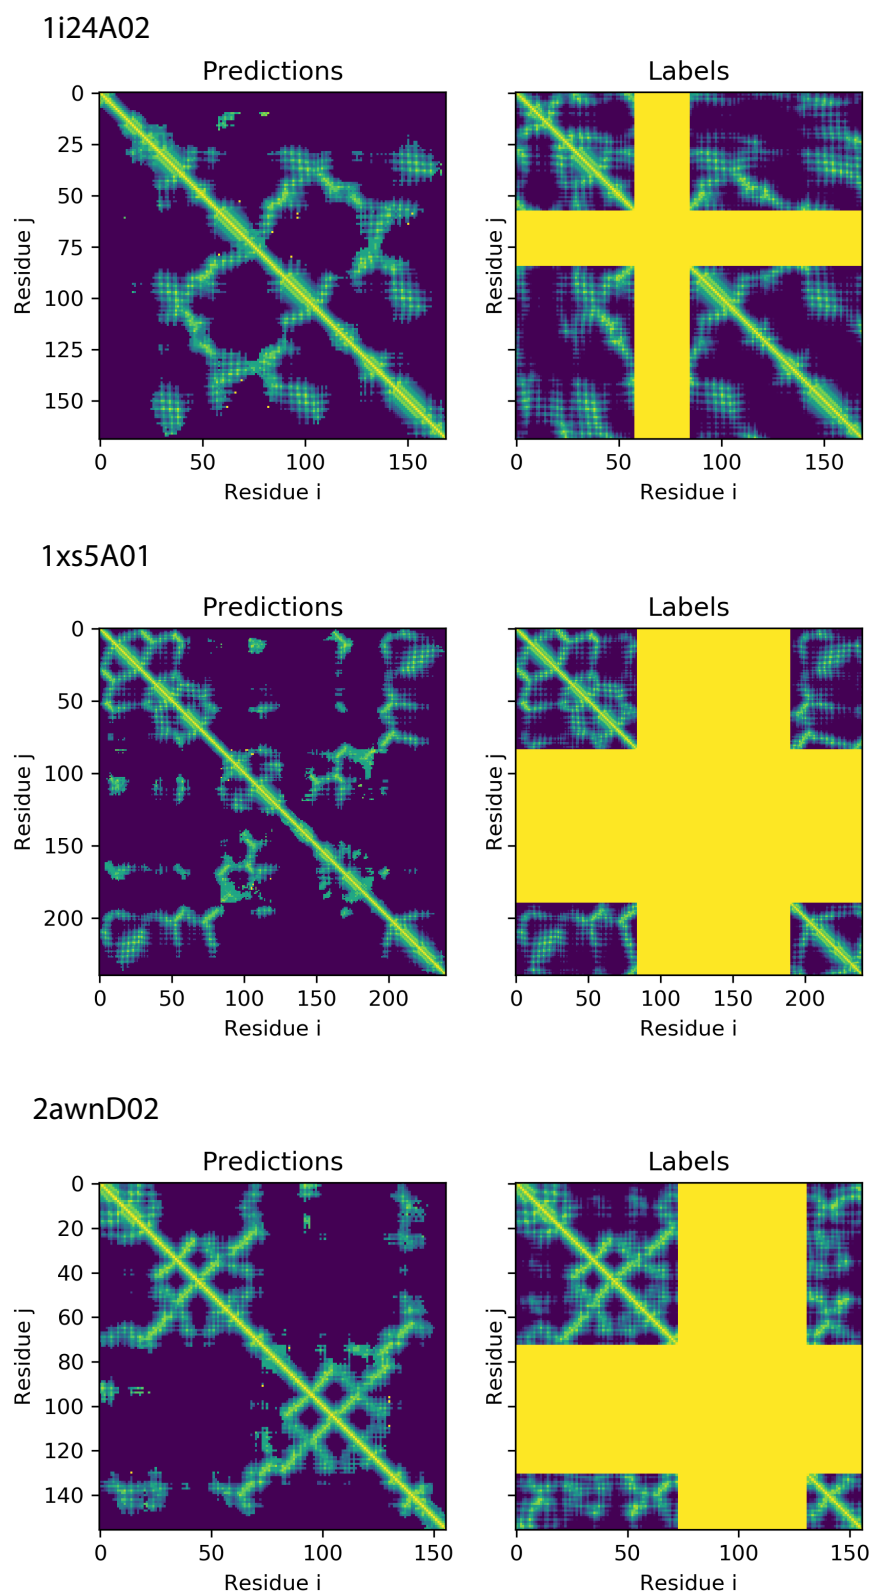 1i24A02
Predictions
Labels
0
25
50
75
100
125
150
Residue j
Residue j
0 50 100 150
0 50 100 150
Residue i
Residue i
1xs5A01
Predictions
Labels
0
50
100
150
200
Residue j
Residue j
0 50 100 150 200
0 50 100 150 200
Residue i
Residue i
2awnD02
Predictions
Labels
0
20
40
60
80
100
120
140
Residue j
Residue j
0 50 100 150
0 50 100 150
Residue i
Residue i